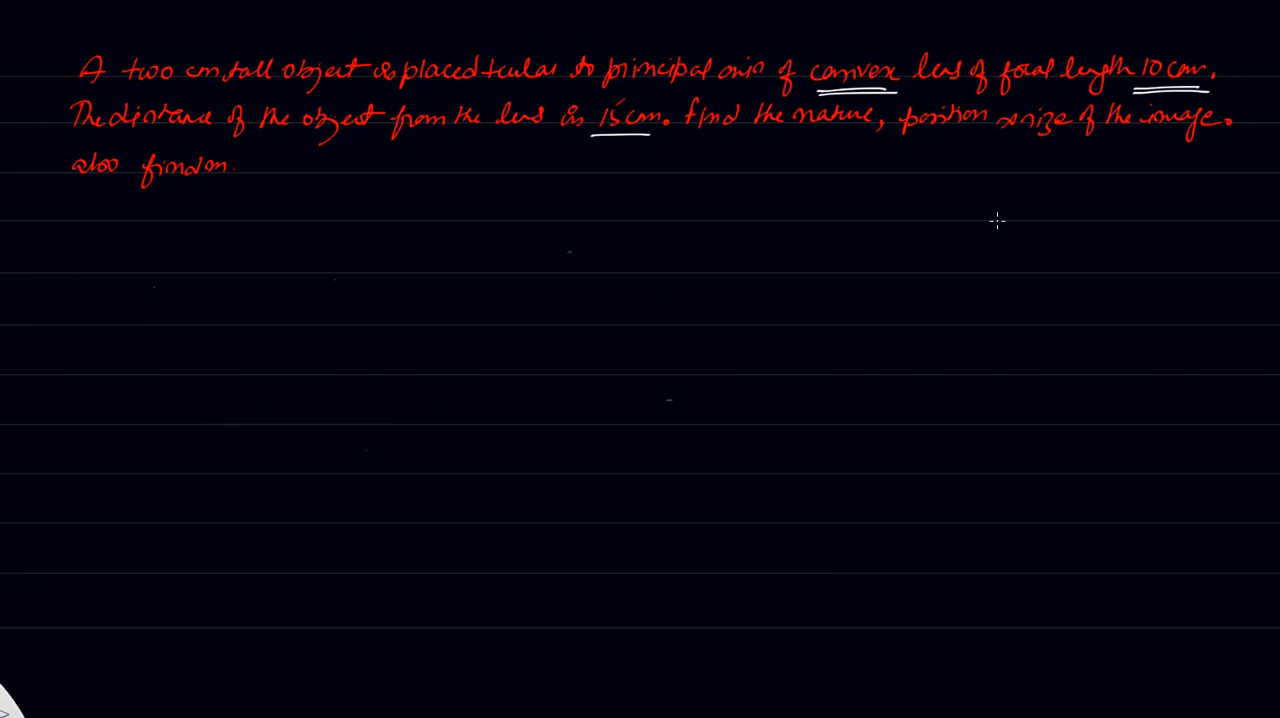 A two cm tall object is placed ⊥cular to principal axis of convex lens of focal length 10 cm.
The distance of the object from the lens is 15 cm. find the nature, position & size of the image.
also find m.